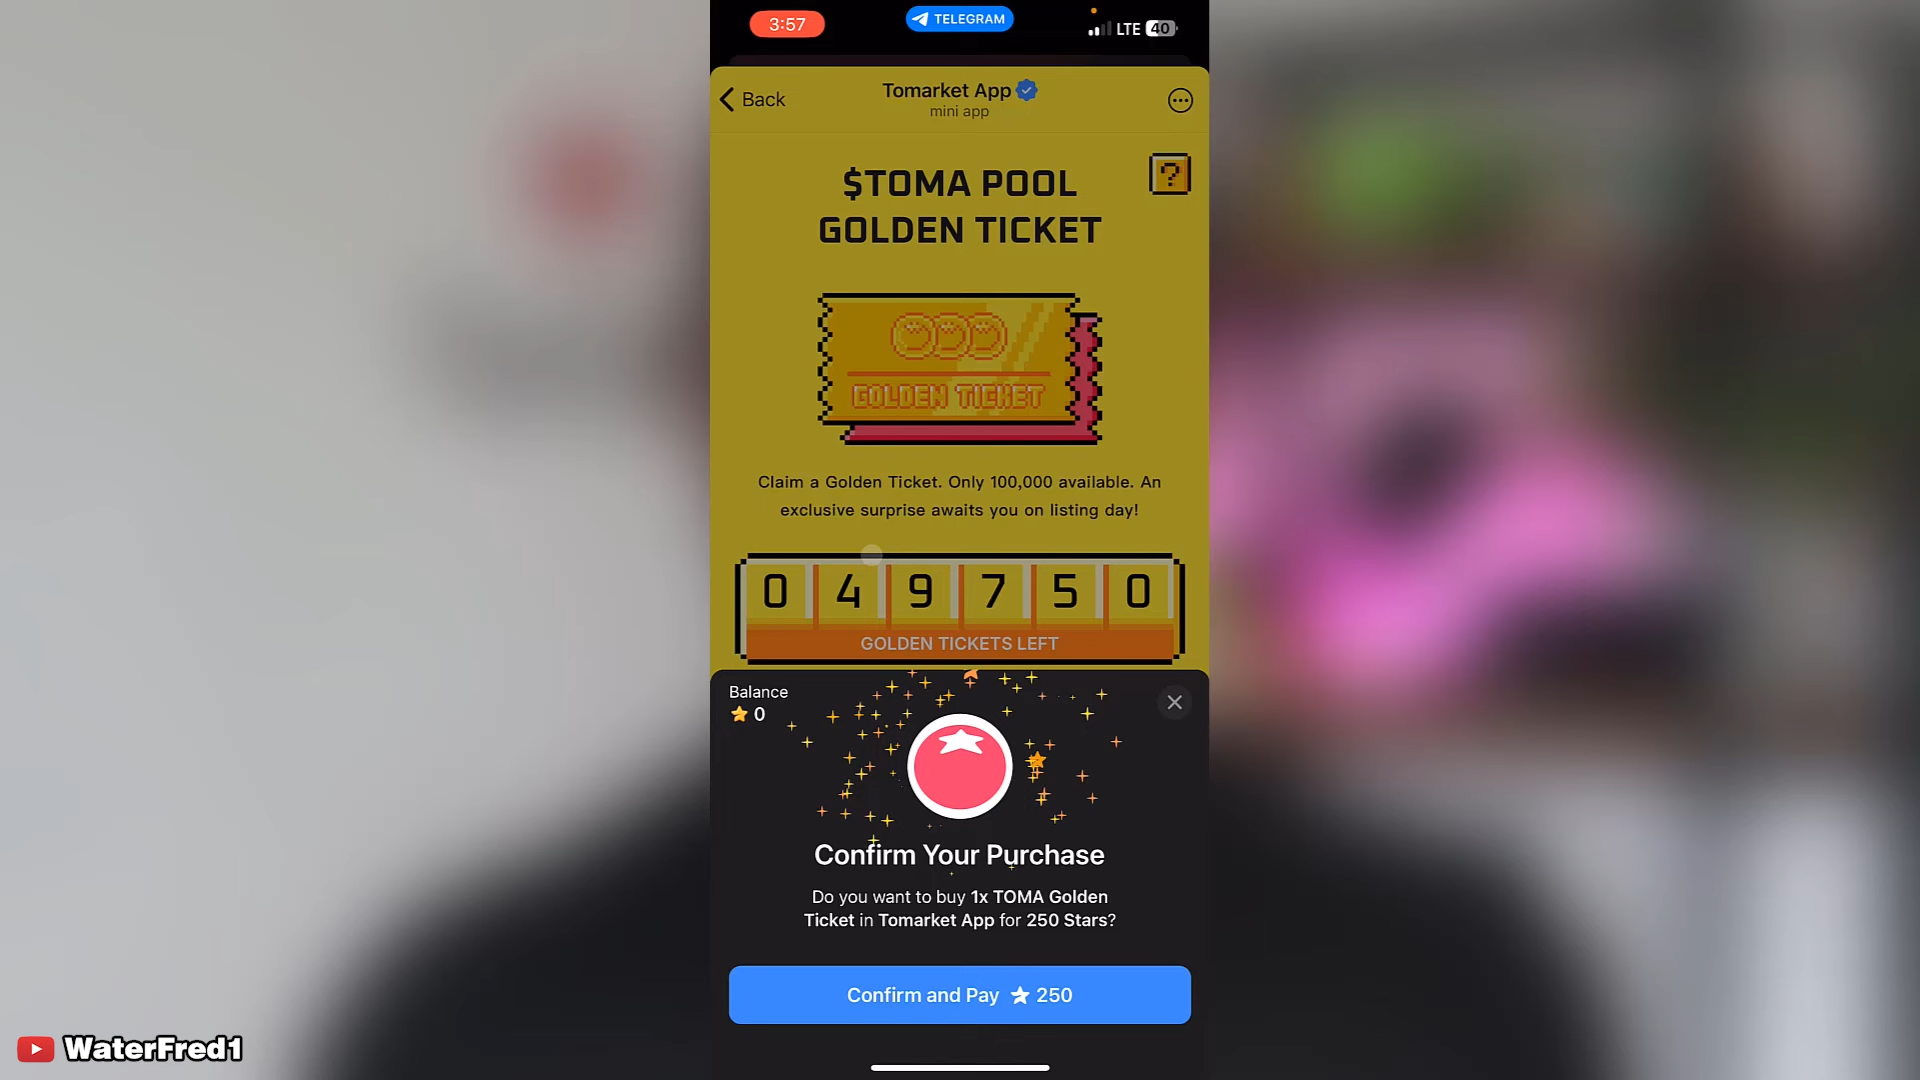 3:57
TELEGRAM
LTE 40
Back
Tomarket App
mini app
$TOMA POOL
GOLDEN TICKET
?
GOLDEN TICKET
Claim a Golden Ticket. Only 100,000 available. An
exclusive surprise awaits you on listing day!
0 4 9 7 5 0
GOLDEN TICKETS LEFT
Balance
0
Confirm Your Purchase
Do you want to buy 1x TOMA Golden
Ticket in Tomarket App for 250 Stars?
Confirm and Pay 250
WaterFred1